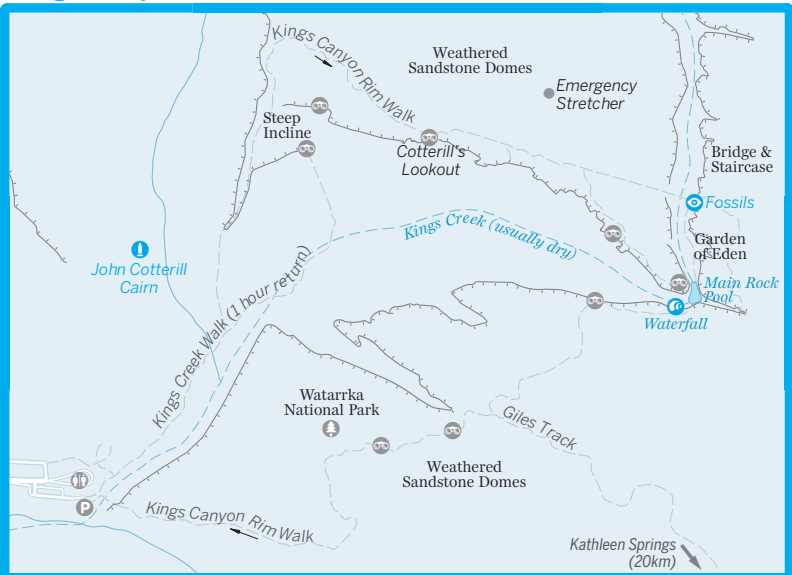 Kings Canyon Rim Walk
Weathered
Sandstone Domes
Emergency
Stretcher
Steep
Incline
Cotterill's
Lookout
Bridge &
Staircase
Fossils
Kings Creek (usually dry)
Garden
of Eden
John Cotterill
Cairn
Main Rock
Pool
Waterfall
Kings Creek Walk (1 hour return)
Watarrka
National Park
Giles Track
Weathered
Sandstone Domes
P
Kings Canyon Rim Walk
Kathleen Springs
(20km)